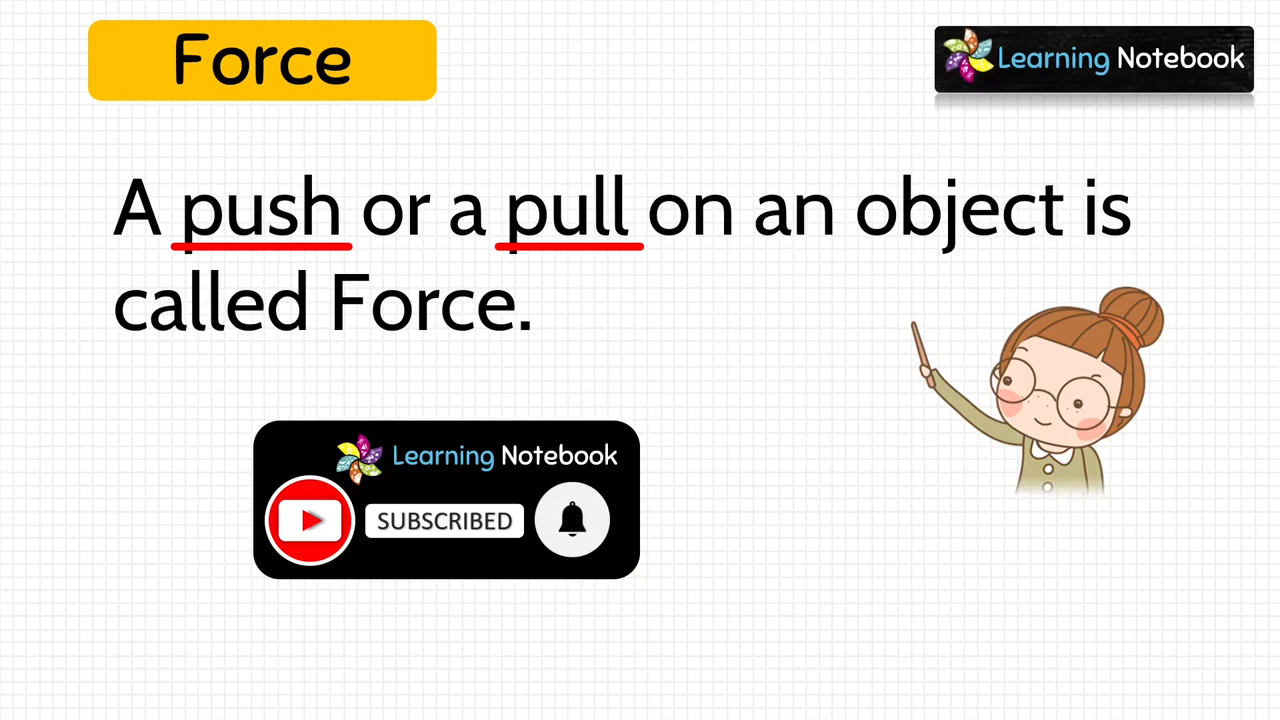 Force
Learning Notebook
A push or a pull on an object is
called Force.
Learning Notebook
SUBSCRIBED